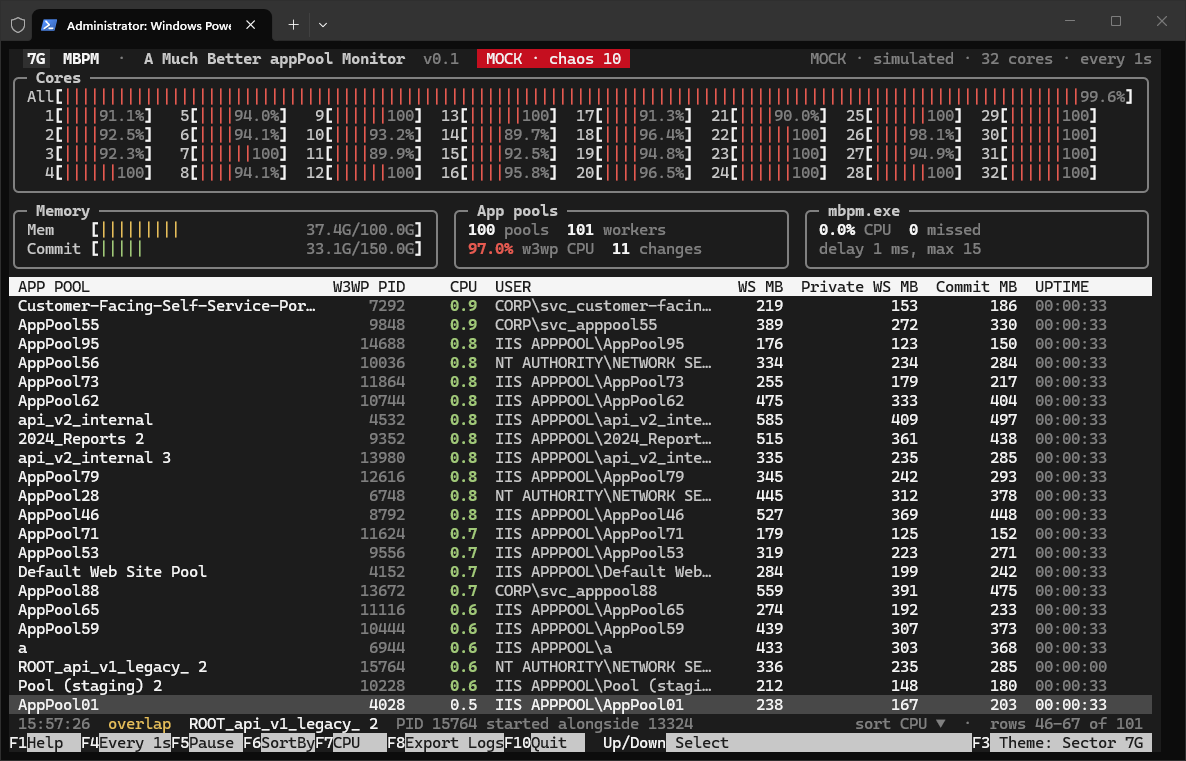 Administrator: Windows Powe
7G MBPM · A Much Better appPool Monitor v0.1 MOCK · chaos 10 MOCK · simulated · 32 cores · every 1s
Cores
All[99.6%]
1[91.1%] 5[94.0%] 9[100] 13[100] 17[91.3%] 21[90.0%] 25[100] 29[100]
2[92.5%] 6[94.1%] 10[93.2%] 14[89.7%] 18[96.4%] 22[100] 26[98.1%] 30[100]
3[92.3%] 7[100] 11[89.9%] 15[92.5%] 19[94.8%] 23[100] 27[94.9%] 31[100]
4[100] 8[94.1%] 12[100] 16[95.8%] 20[96.5%] 24[100] 28[100] 32[100]
Memory App pools mbpm.exe
Mem [37.4G/100.0G] 100 pools 101 workers 0.0% CPU 0 missed
Commit [33.1G/150.0G] 97.0% w3wp CPU 11 changes delay 1 ms, max 15
APP POOL W3WP PID CPU USER WS MB Private WS MB Commit MB UPTIME
Customer-Facing-Self-Service-Por… 7292 0.9 CORP\svc_customer-facin… 219 153 186 00:00:33
AppPool55 9848 0.9 CORP\svc_apppool55 389 272 330 00:00:33
AppPool95 14688 0.8 IIS APPPOOL\AppPool95 176 123 150 00:00:33
AppPool56 10036 0.8 NT AUTHORITY\NETWORK SE… 334 234 284 00:00:33
AppPool73 11864 0.8 IIS APPPOOL\AppPool73 255 179 217 00:00:33
AppPool62 10744 0.8 IIS APPPOOL\AppPool62 475 333 404 00:00:33
api_v2_internal 4532 0.8 IIS APPPOOL\api_v2_inte… 585 409 497 00:00:33
2024_Reports 2 9352 0.8 IIS APPPOOL\2024_Report… 515 361 438 00:00:33
api_v2_internal 3 13980 0.8 IIS APPPOOL\api_v2_inte… 335 235 285 00:00:33
AppPool79 12616 0.8 IIS APPPOOL\AppPool79 345 242 293 00:00:33
AppPool28 6748 0.8 NT AUTHORITY\NETWORK SE… 445 312 378 00:00:33
AppPool46 8792 0.8 IIS APPPOOL\AppPool46 527 369 448 00:00:33
AppPool71 11624 0.7 IIS APPPOOL\AppPool71 179 125 152 00:00:33
AppPool53 9556 0.7 IIS APPPOOL\AppPool53 319 223 271 00:00:33
Default Web Site Pool 4152 0.7 IIS APPPOOL\Default Web… 284 199 242 00:00:33
AppPool88 13672 0.7 CORP\svc_apppool88 559 391 475 00:00:33
AppPool65 11116 0.6 IIS APPPOOL\AppPool65 274 192 233 00:00:33
AppPool59 10444 0.6 IIS APPPOOL\AppPool59 439 307 373 00:00:33
a 6944 0.6 IIS APPPOOL\a 433 303 368 00:00:33
ROOT_api_v1_legacy_ 2 15764 0.6 NT AUTHORITY\NETWORK SE… 336 235 285 00:00:00
Pool (staging) 2 10228 0.6 IIS APPPOOL\Pool (stagi… 212 148 180 00:00:33
AppPool01 4028 0.5 IIS APPPOOL\AppPool01 238 167 203 00:00:33
15:57:26 overlap ROOT_api_v1_legacy_ 2 PID 15764 started alongside 13324 sort CPU ▼ · rows 46-67 of 101
F1Help F4Every 1sF5Pause F6SortByF7CPU F8Export LogsF10Quit Up/Down Select F3 Theme: Sector 7G